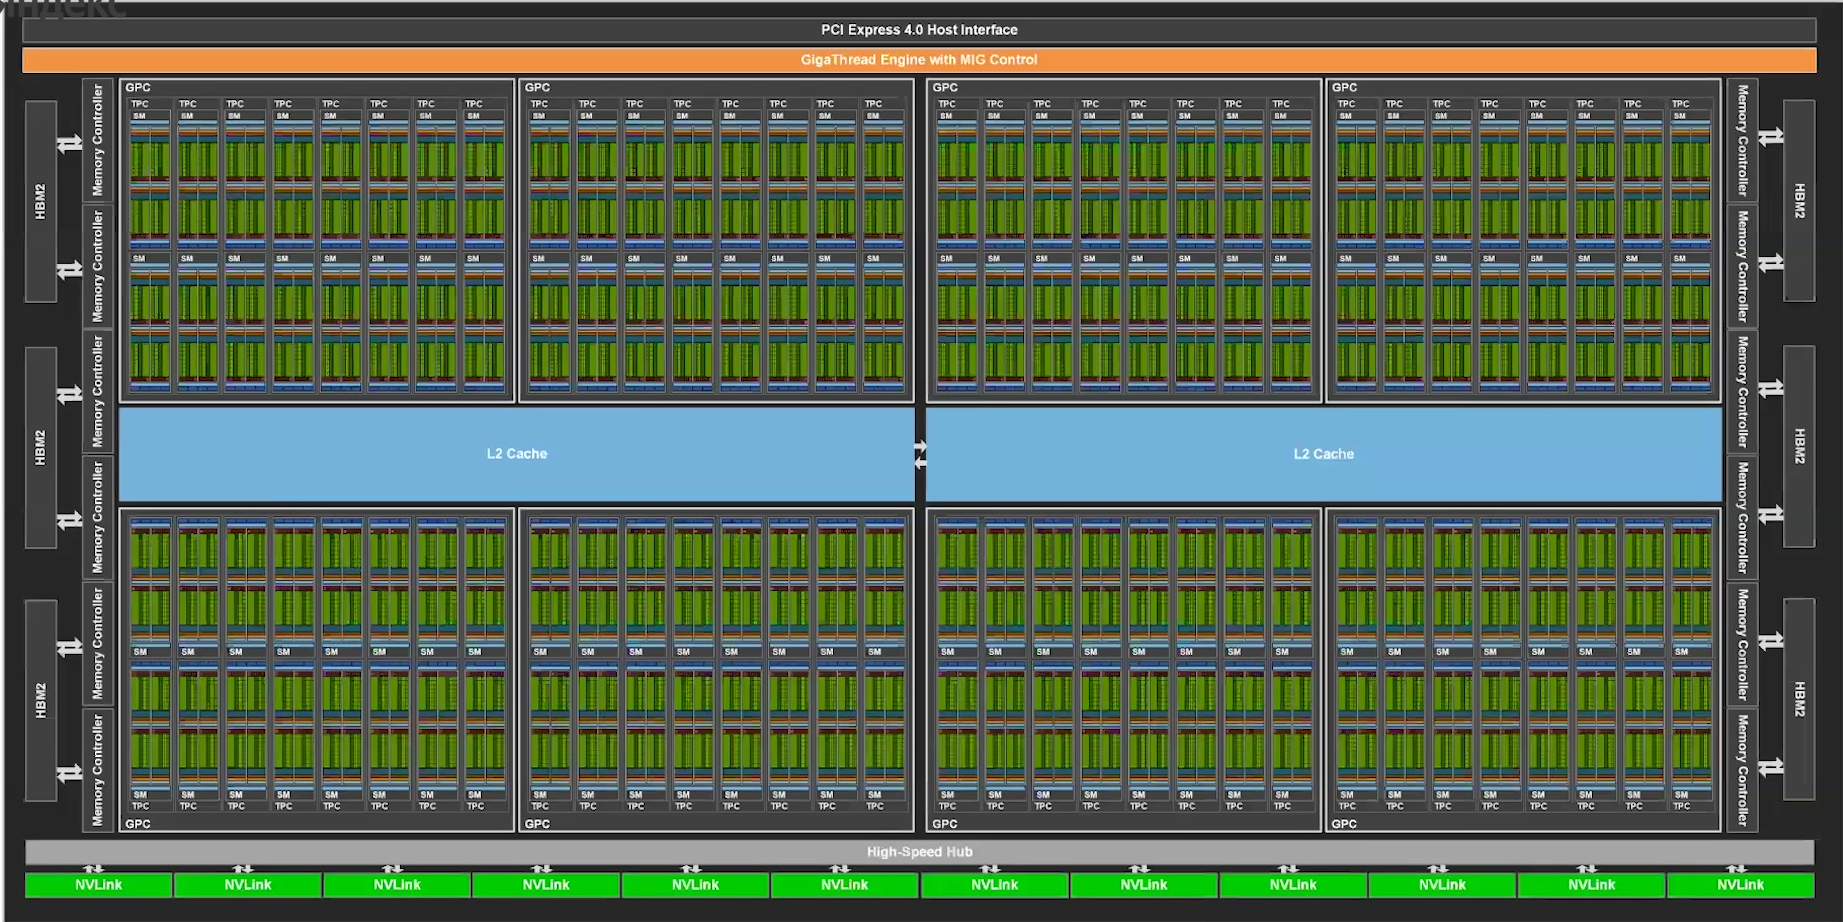 PCI Express 4.0 Host Interface
GigaThread Engine with MIG Control
HBM2
HBM2
HBM2
Memory Controller
Memory Controller
Memory Controller
Memory Controller
Memory Controller
Memory Controller
GPC
TPC TPC TPC TPC TPC TPC TPC TPC
SM SM SM SM SM SM SM SM
SM SM SM SM SM SM SM SM
GPC
TPC TPC TPC TPC TPC TPC TPC TPC
SM SM SM SM SM SM SM SM
SM SM SM SM SM SM SM SM
GPC
TPC TPC TPC TPC TPC TPC TPC TPC
SM SM SM SM SM SM SM SM
SM SM SM SM SM SM SM SM
GPC
TPC TPC TPC TPC TPC TPC TPC TPC
SM SM SM SM SM SM SM SM
SM SM SM SM SM SM SM SM
L2 Cache
L2 Cache
SM SM SM SM SM SM SM SM
SM SM SM SM SM SM SM SM
TPC TPC TPC TPC TPC TPC TPC TPC
GPC
SM SM SM SM SM SM SM SM
SM SM SM SM SM SM SM SM
TPC TPC TPC TPC TPC TPC TPC TPC
GPC
SM SM SM SM SM SM SM SM
SM SM SM SM SM SM SM SM
TPC TPC TPC TPC TPC TPC TPC TPC
GPC
SM SM SM SM SM SM SM SM
SM SM SM SM SM SM SM SM
TPC TPC TPC TPC TPC TPC TPC TPC
GPC
Memory Controller
Memory Controller
Memory Controller
Memory Controller
Memory Controller
Memory Controller
HBM2
HBM2
HBM2
High-Speed Hub
NVLink NVLink NVLink NVLink NVLink NVLink NVLink NVLink NVLink NVLink NVLink NVLink